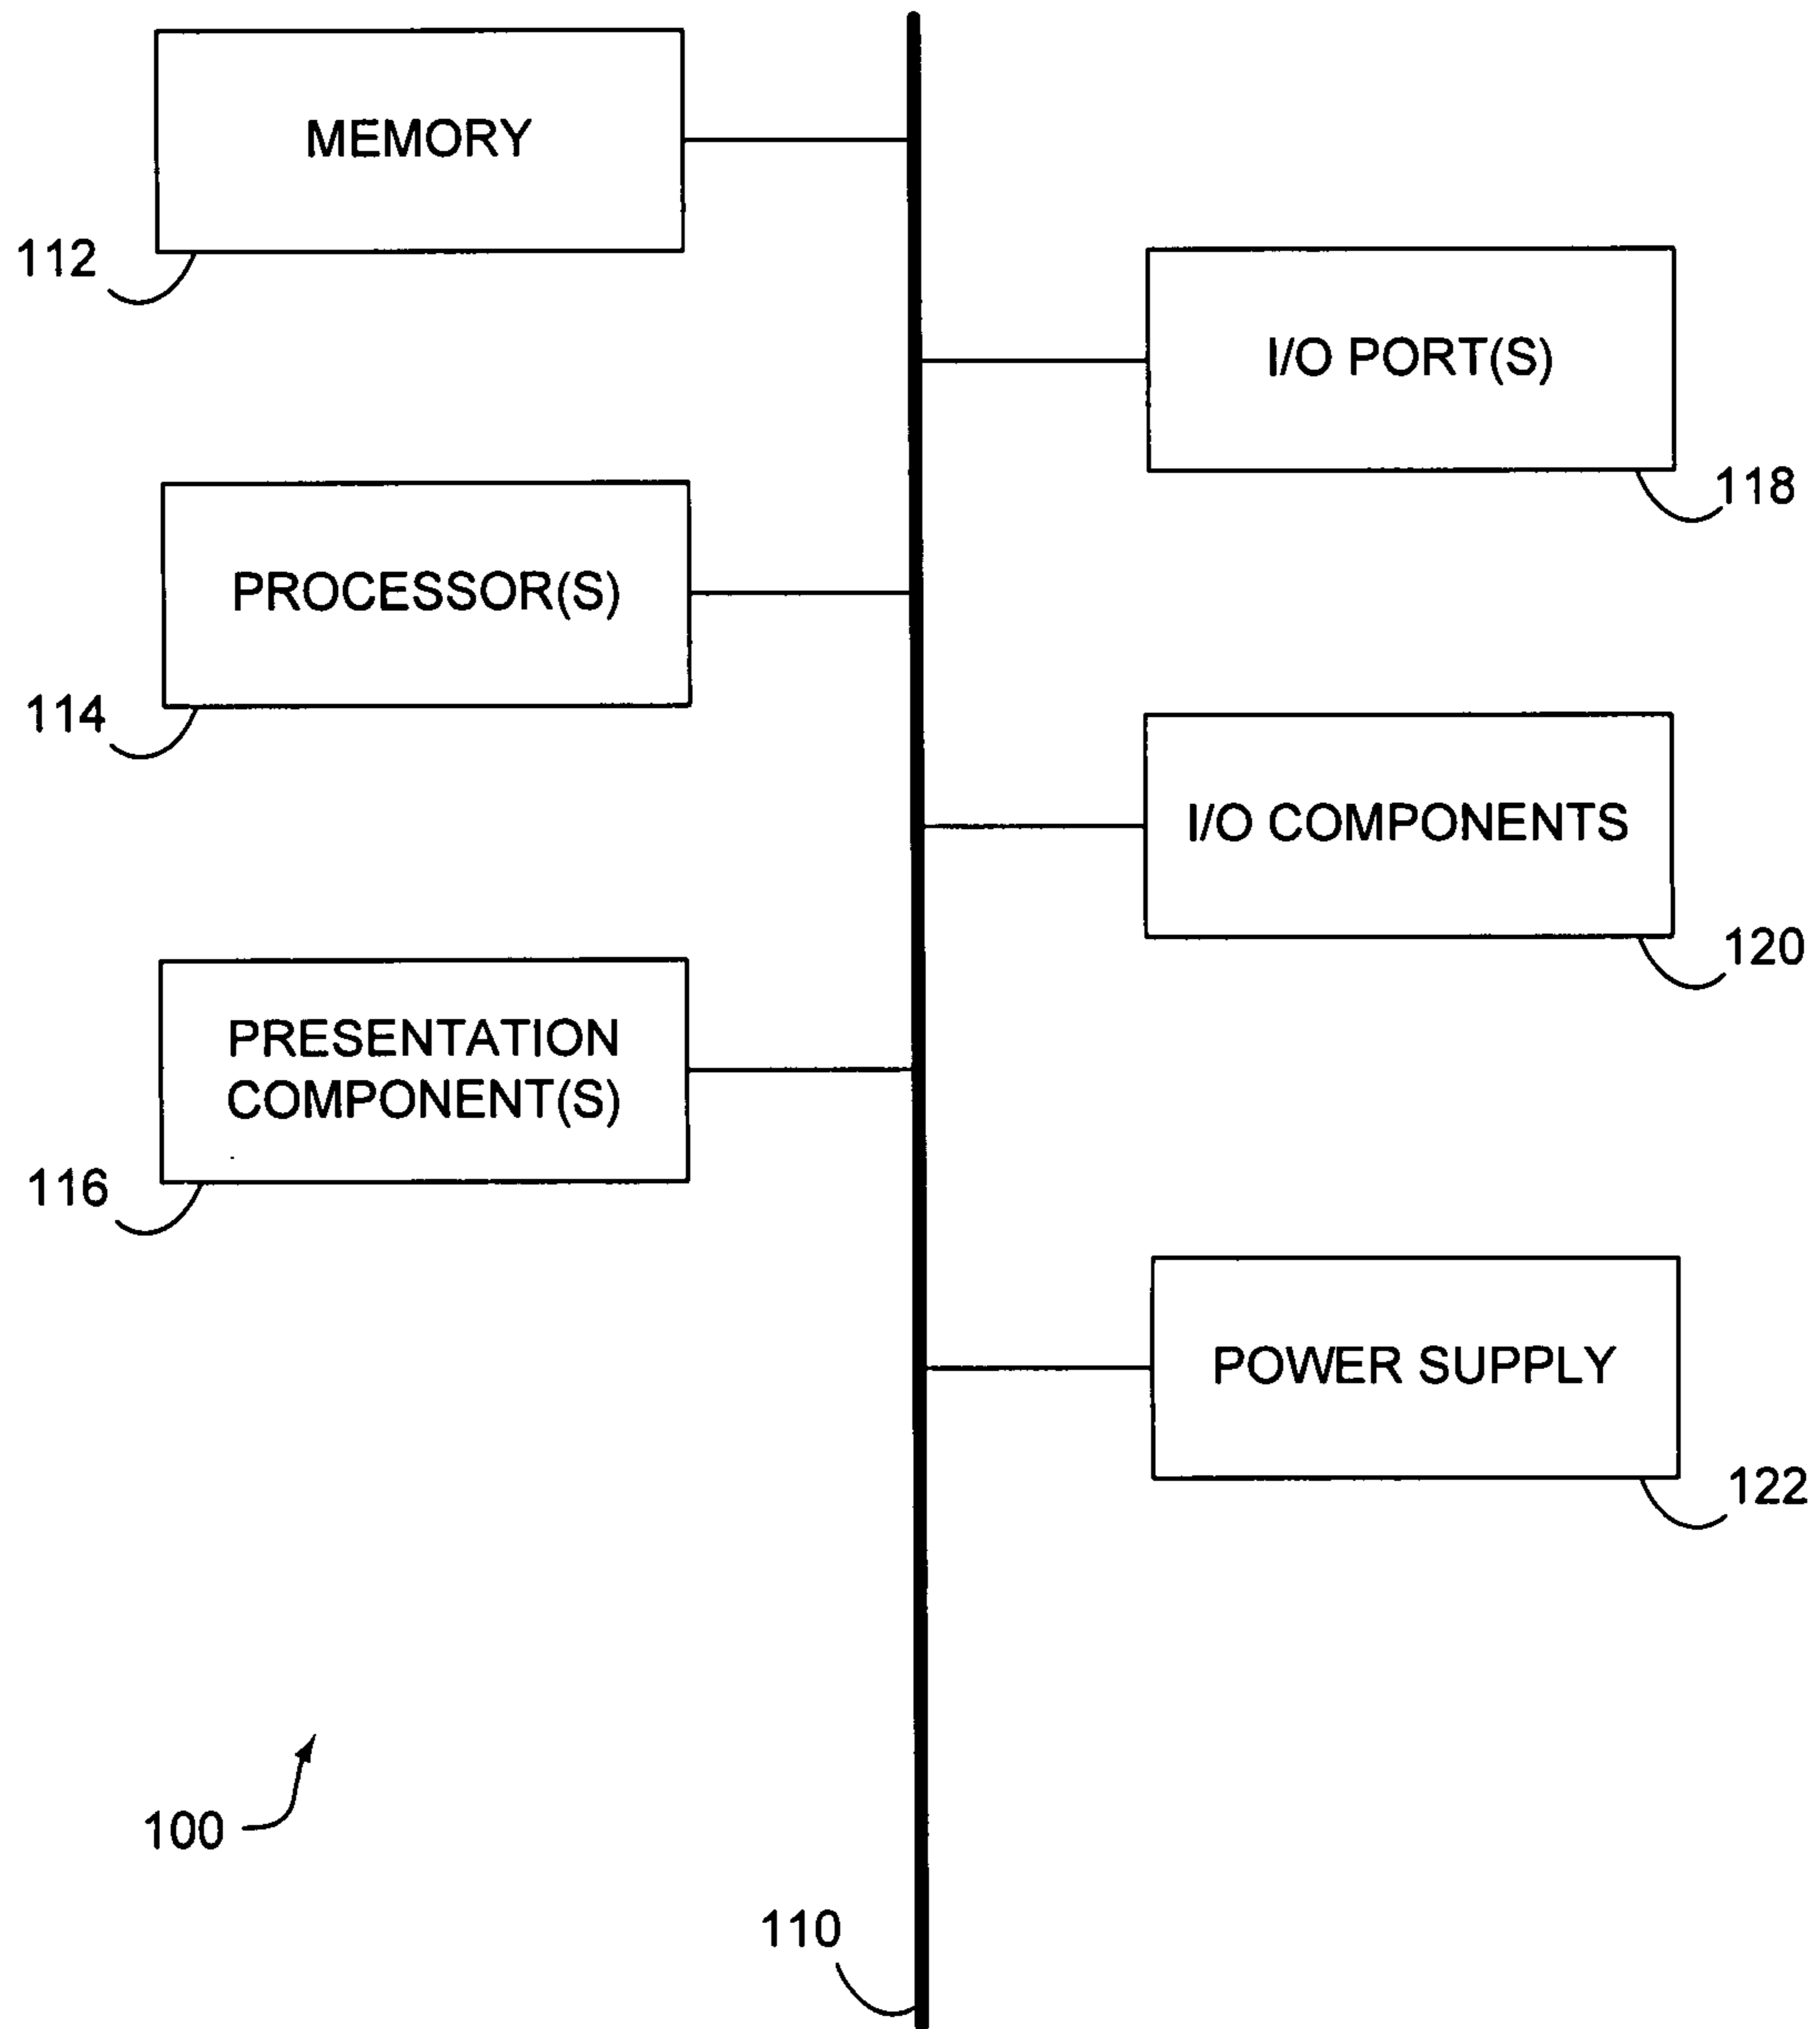 MEMORY
112
I/O PORT(S)
118
PROCESSOR(S)
114
I/O COMPONENTS
120
PRESENTATION
COMPONENT(S)
116
POWER SUPPLY
122
100
110